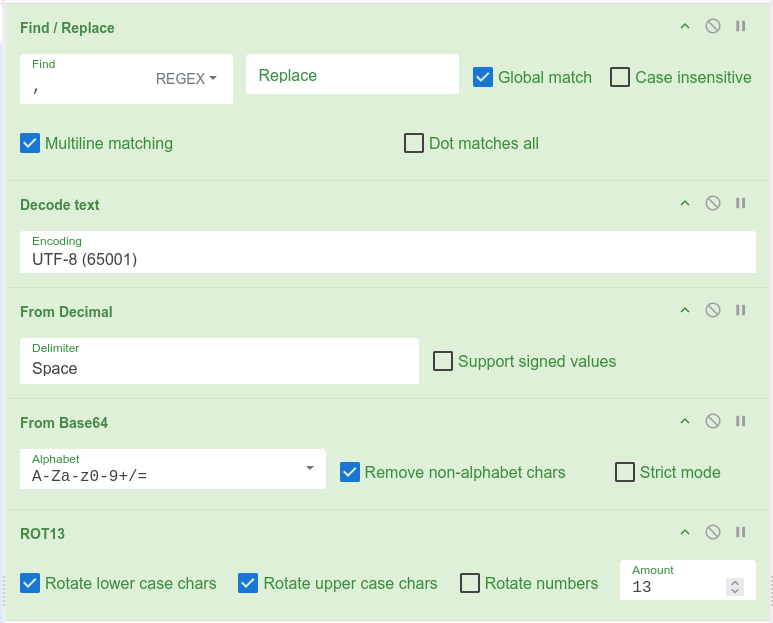 Find / Replace
Find
,
REGEX
Replace
Global match
Case insensitive
Multiline matching
Dot matches all
Decode text
Encoding
UTF-8 (65001)
From Decimal
Delimiter
Space
Support signed values
From Base64
Alphabet
A-Za-z0-9+/=
Remove non-alphabet chars
Strict mode
ROT13
Rotate lower case chars
Rotate upper case chars
Rotate numbers
Amount
13